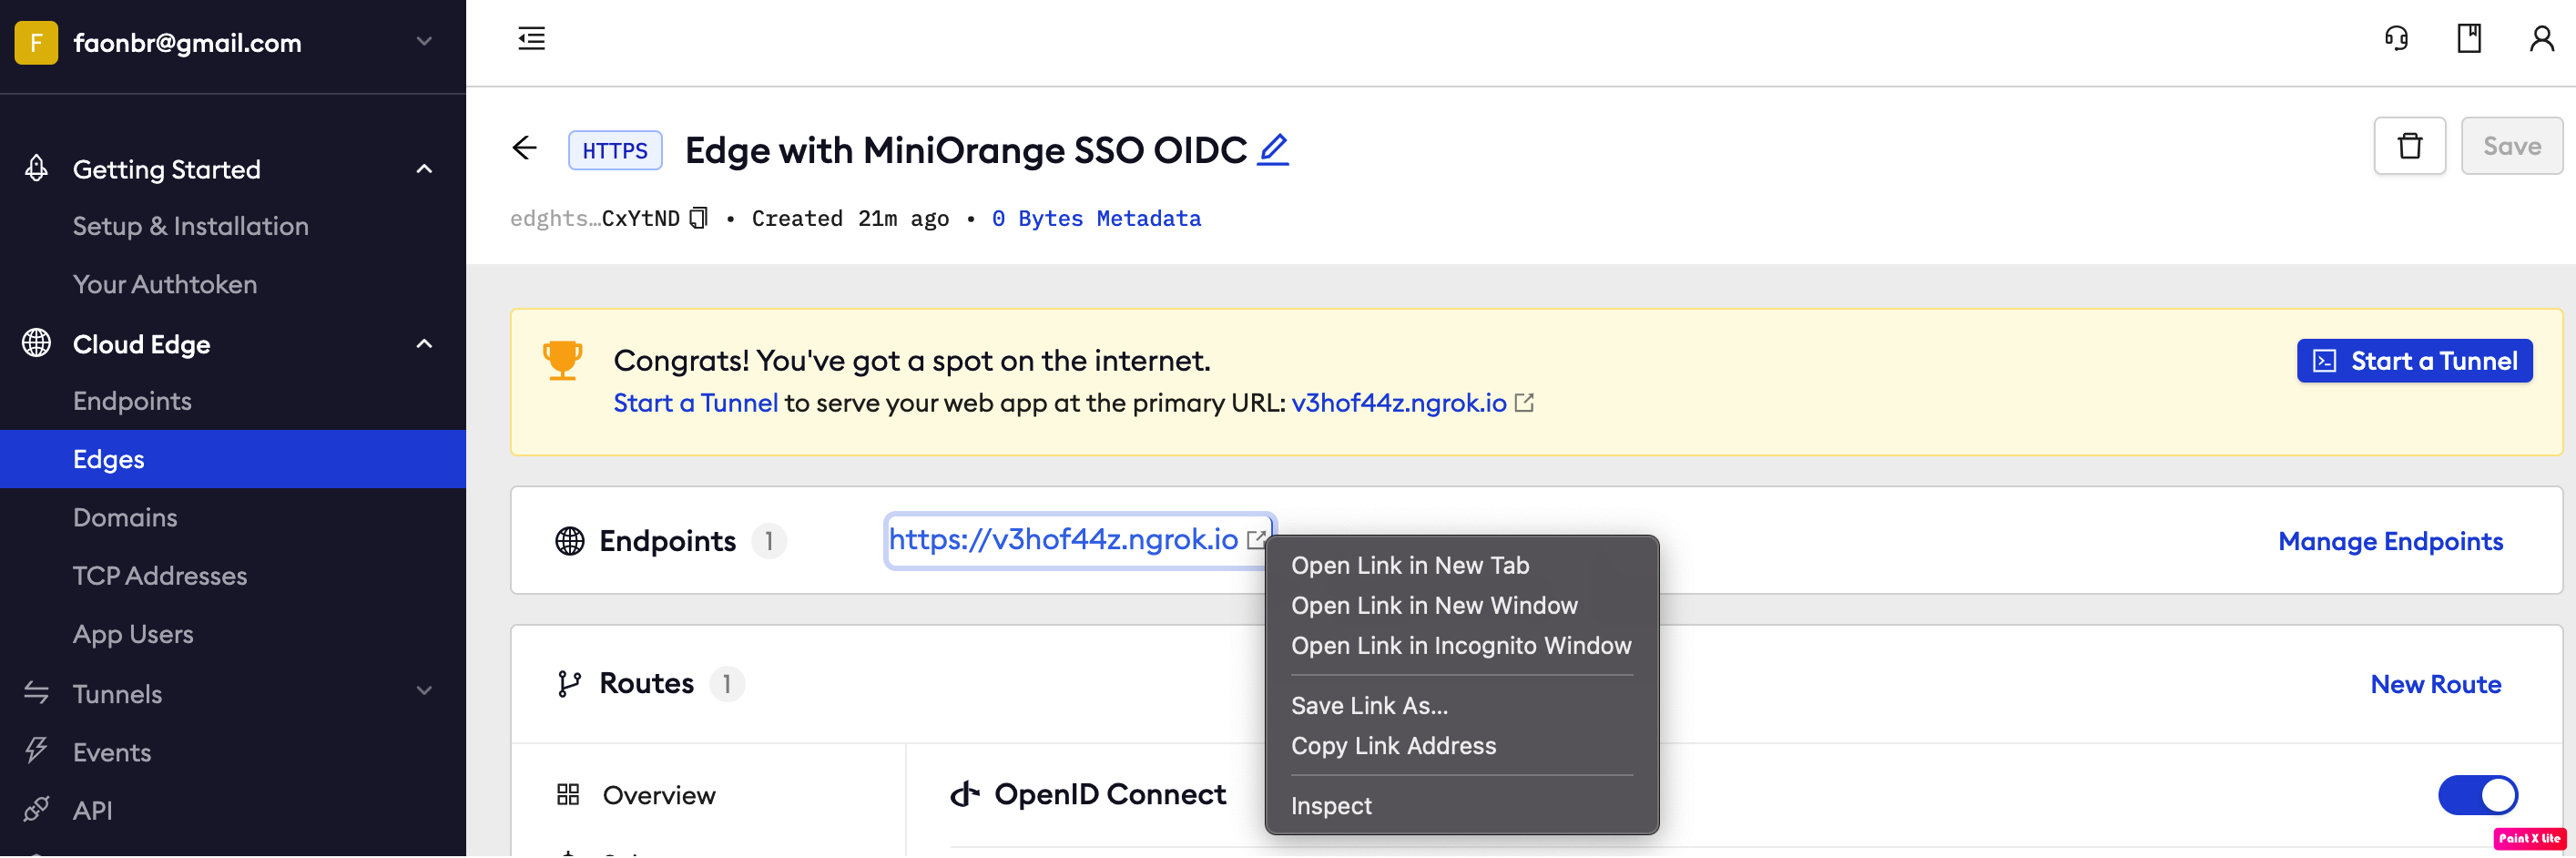 F faonbr@gmail.com
Getting Started
Setup & Installation
Your Authtoken
Cloud Edge
Endpoints
Edges
Domains
TCP Addresses
App Users
Tunnels
Events
API
HTTPS Edge with MiniOrange SSO OIDC
Save
edghts…CxYtND • Created 21m ago • 0 Bytes Metadata
Congrats! You've got a spot on the internet.
Start a Tunnel to serve your web app at the primary URL: v3hof44z.ngrok.io
Start a Tunnel
Endpoints 1 https://v3hof44z.ngrok.io
Manage Endpoints
Open Link in New Tab
Open Link in New Window
Open Link in Incognito Window
Save Link As...
Copy Link Address
Inspect
Routes 1
New Route
Overview
OpenID Connect
Paint X Lite